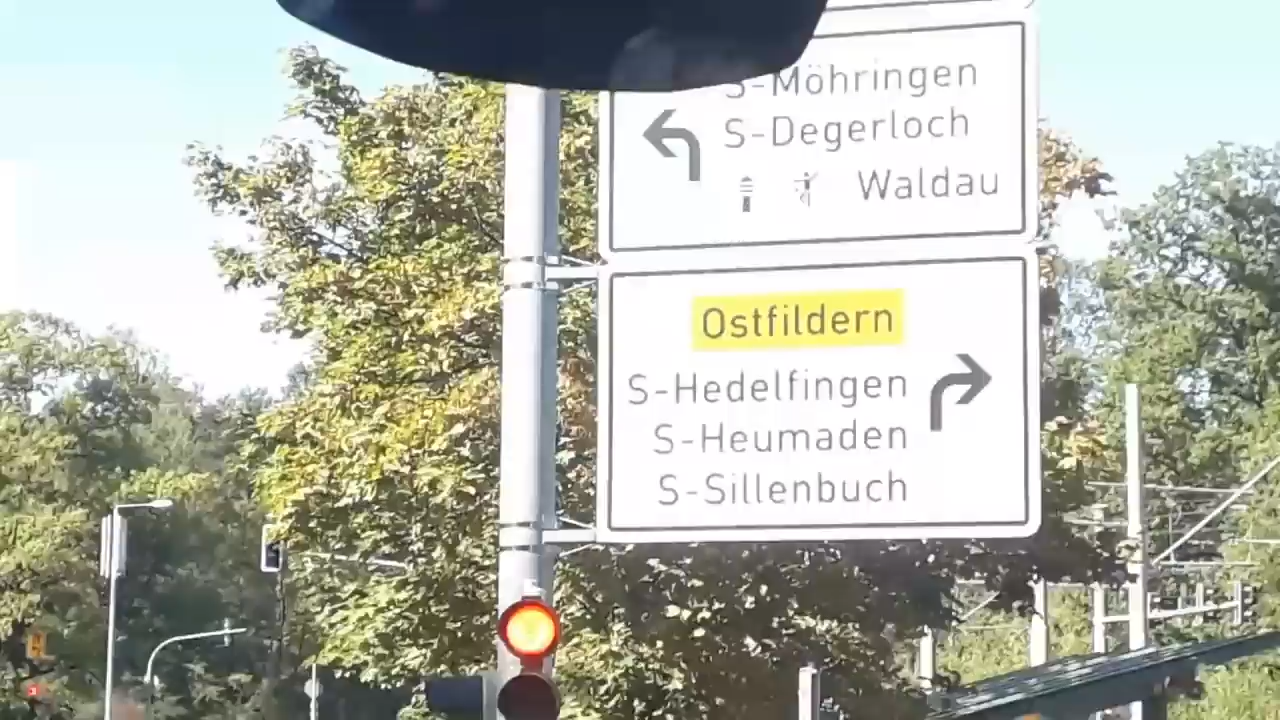 S-Möhringen
S-Degerloch
Waldau
Ostfildern
S-Hedelfingen
S-Heumaden
S-Sillenbuch